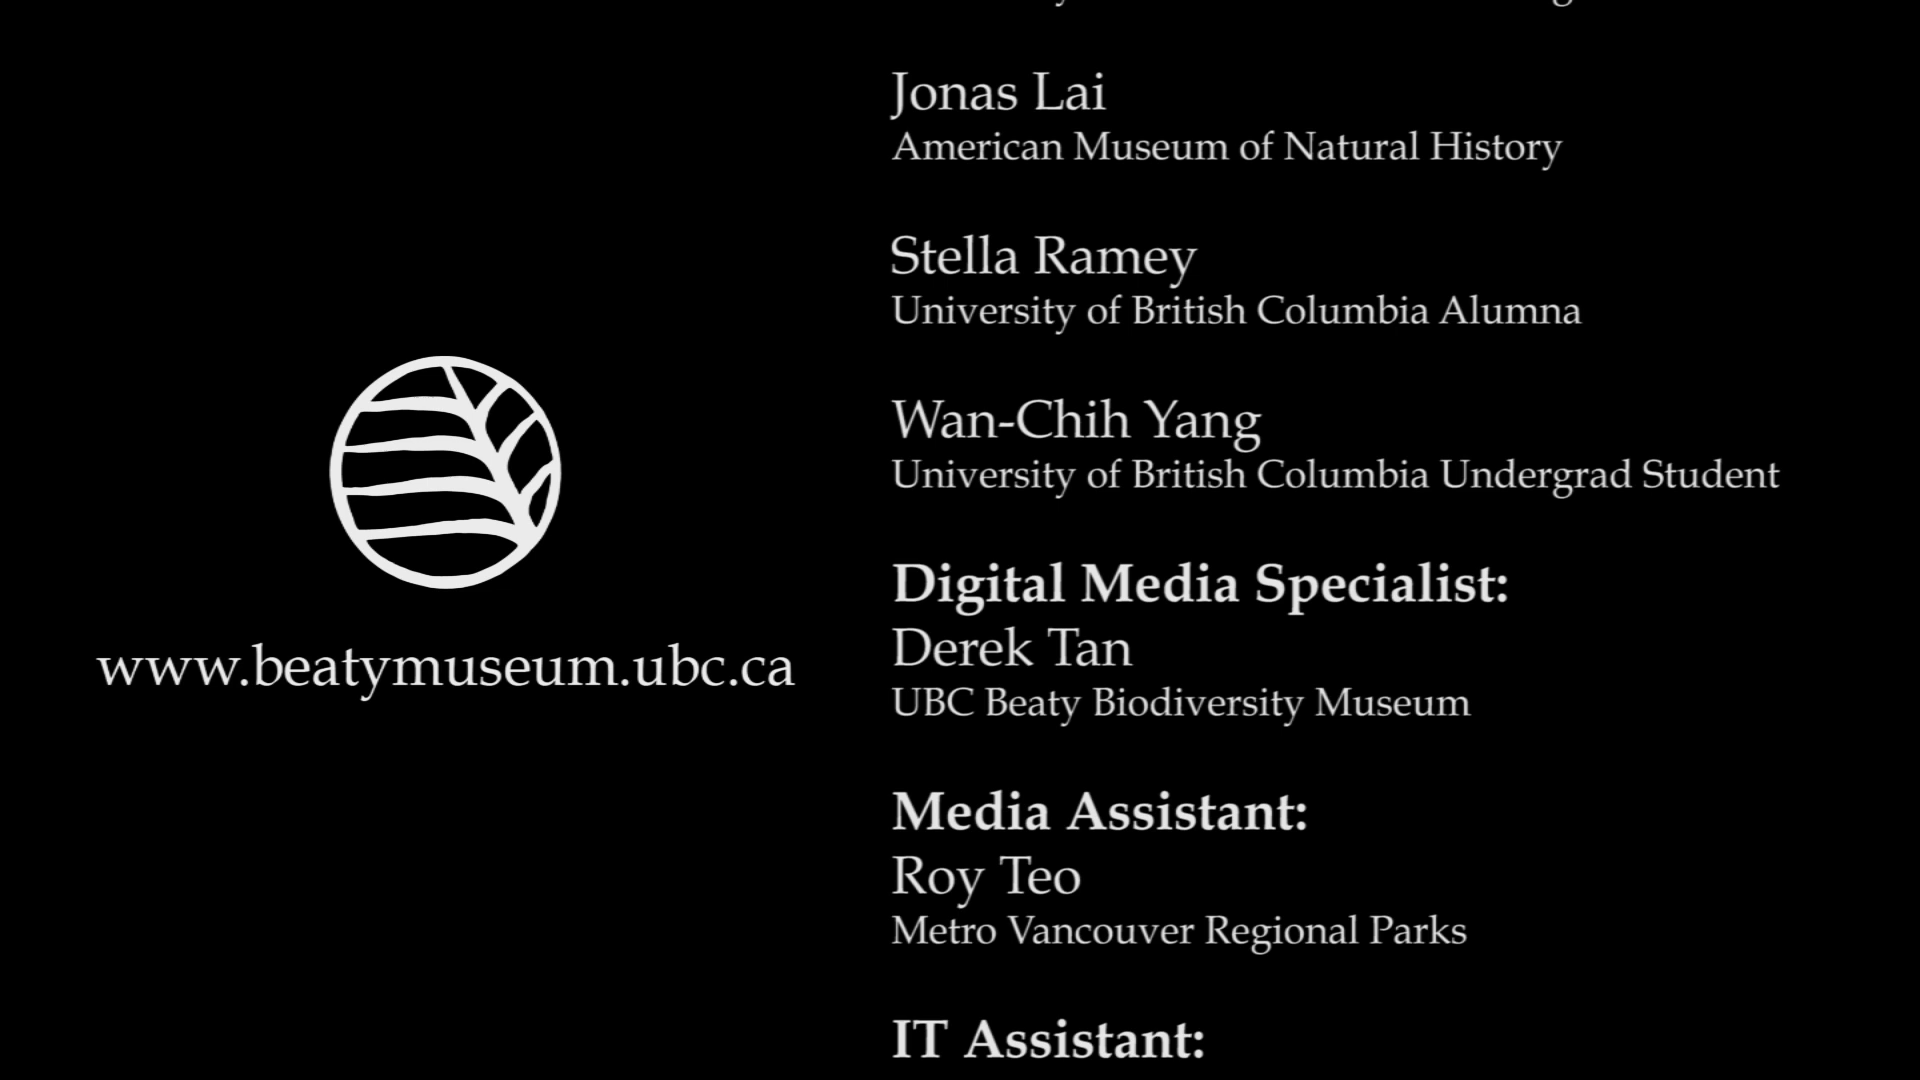 Jonas Lai
American Museum of Natural History
Stella Ramey
University of British Columbia Alumna
Wan-Chih Yang
University of British Columbia Undergrad Student
www.beatymuseum.ubc.ca
Digital Media Specialist:
Derek Tan
UBC Beaty Biodiversity Museum
Media Assistant:
Roy Teo
Metro Vancouver Regional Parks
IT Assistant: